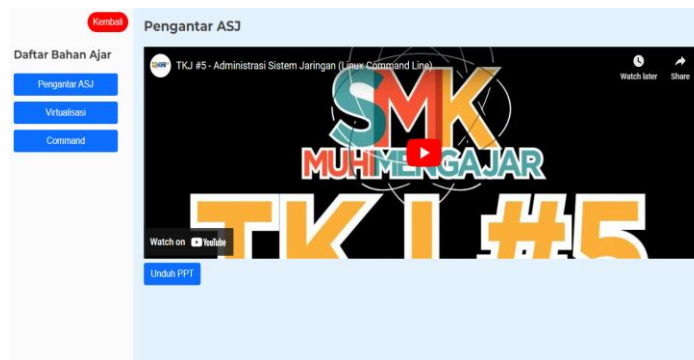 Kembali
Daftar Bahan Ajar
Pengantar ASJ
Virtualisasi
Command
Pengantar ASJ
TKJ #5 - Administrasi Sistem Jaringan (Linux Command Line)
Watch later
Share
SMK
MUHMENGAJAR
TKJ #5
Watch on YouTube
Unduh PPT